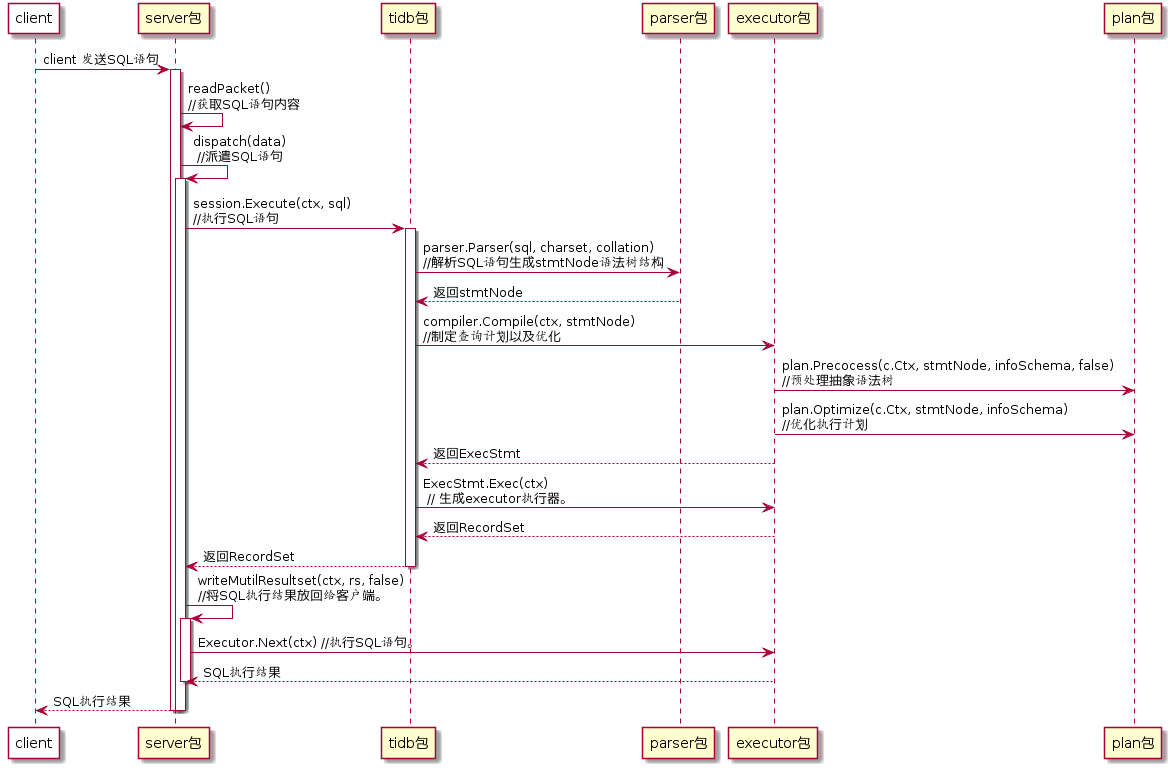 client
server包
tidb包
parser包
executor包
plan包
client 发送SQL语句
readPacket()
//获取SQL语句内容
dispatch(data)
//派遣SQL语句
session.Execute(ctx, sql)
//执行SQL语句
parser.Parser(sql, charset, collation)
//解析SQL语句生成stmtNode语法树结构
返回stmtNode
compiler.Compile(ctx, stmtNode)
//制定查询计划以及优化
plan.Precocess(c.Ctx, stmtNode, infoSchema, false)
//预处理抽象语法树
plan.Optimize(c.Ctx, stmtNode, infoSchema)
//优化执行计划
返回ExecStmt
ExecStmt.Exec(ctx)
// 生成executor执行器。
返回RecordSet
返回RecordSet
writeMutilResultset(ctx, rs, false)
//将SQL执行结果放回给客户端。
Executor.Next(ctx) //执行SQL语句。
SQL执行结果
SQL执行结果
client
server包
tidb包
parser包
executor包
plan包